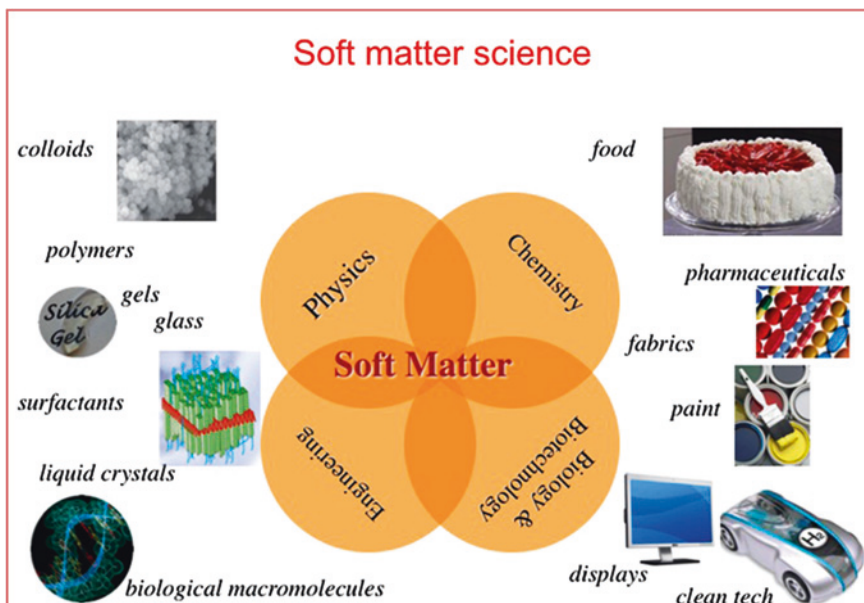 Soft matter science
colloids
food
polymers
Physics
Chemistry
pharmaceuticals
gels
Silica
Gel
glass
fabrics
Soft Matter
surfactants
paint
Engineering
Biology &
Biotechnology
liquid crystals
H2
displays
biological macromolecules
clean tech